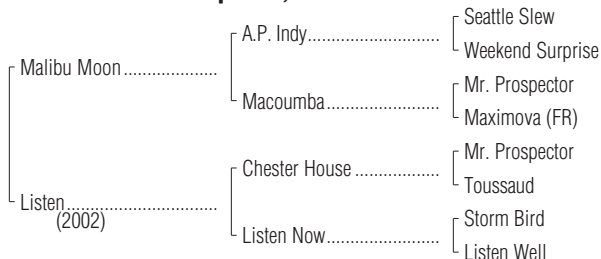 Seattle Slew
A.P. Indy
Weekend Surprise
Malibu Moon
Mr. Prospector
Macoumba
Maximova (FR)
Mr. Prospector
Chester House
Toussaud
Listen
(2002)
Storm Bird
Listen Now
Listen Well